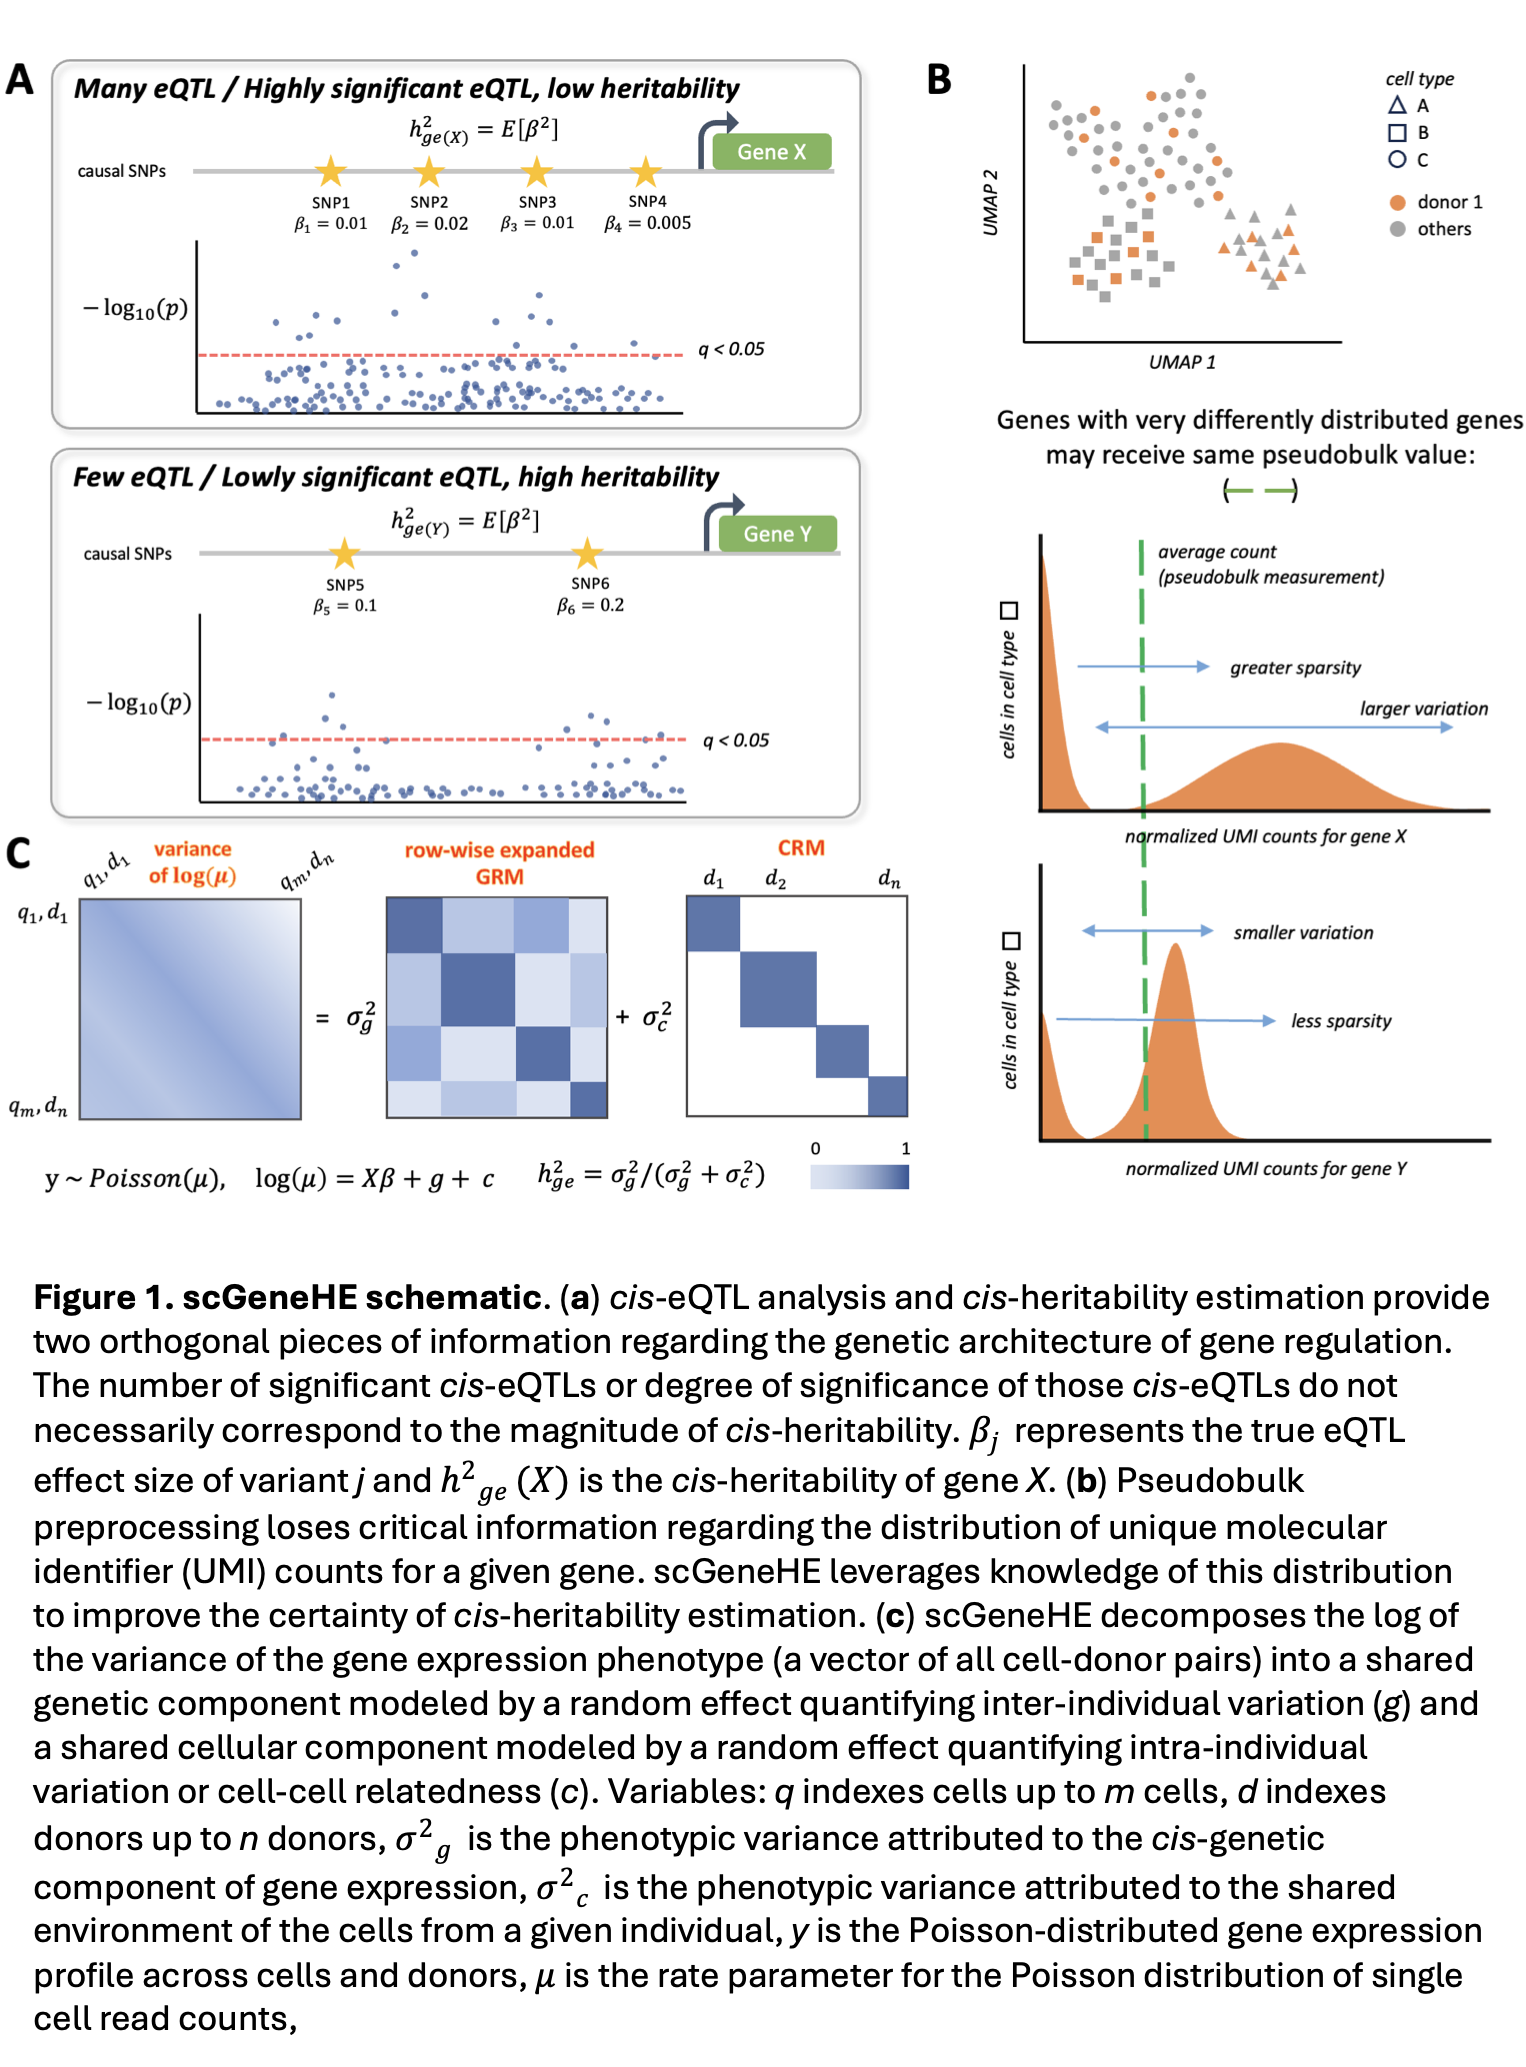 A
Many eQTL / Highly significant eQTL, low heritability
h²ge(X) = E[β²]
Gene X
causal SNPs
SNP1 SNP2 SNP3 SNP4
β₁ = 0.01 β₂ = 0.02 β₃ = 0.01 β₄ = 0.005
− log₁₀(p)
q < 0.05
Few eQTL / Lowly significant eQTL, high heritability
h²ge(Y) = E[β²]
Gene Y
causal SNPs
SNP5 SNP6
β₅ = 0.1 β₆ = 0.2
− log₁₀(p)
q < 0.05
B
cell type
A
B
C
donor 1
others
UMAP 2
UMAP 1
Genes with very differently distributed genes
may receive same pseudobulk value:
(— —)
average count
(pseudobulk measurement)
cells in cell type □
greater sparsity
larger variation
normalized UMI counts for gene X
cells in cell type □
smaller variation
less sparsity
normalized UMI counts for gene Y
C
variance
of log(μ)
q₁, d₁
qₘ, dₙ
q₁, d₁
qₘ, dₙ
= σ²g
row-wise expanded
GRM
+ σ²c
CRM
d₁ d₂ dₙ
0 1
y ~ Poisson(μ), log(μ) = Xβ + g + c h²ge = σ²g/(σ²g + σ²c)
Figure 1. scGeneHE schematic. (a) cis-eQTL analysis and cis-heritability estimation provide
two orthogonal pieces of information regarding the genetic architecture of gene regulation.
The number of significant cis-eQTLs or degree of significance of those cis-eQTLs do not
necessarily correspond to the magnitude of cis-heritability. βⱼ represents the true eQTL
effect size of variant j and h²ge (X) is the cis-heritability of gene X. (b) Pseudobulk
preprocessing loses critical information regarding the distribution of unique molecular
identifier (UMI) counts for a given gene. scGeneHE leverages knowledge of this distribution
to improve the certainty of cis-heritability estimation. (c) scGeneHE decomposes the log of
the variance of the gene expression phenotype (a vector of all cell-donor pairs) into a shared
genetic component modeled by a random effect quantifying inter-individual variation (g) and
a shared cellular component modeled by a random effect quantifying intra-individual
variation or cell-cell relatedness (c). Variables: q indexes cells up to m cells, d indexes
donors up to n donors, σ²g is the phenotypic variance attributed to the cis-genetic
component of gene expression, σ²c is the phenotypic variance attributed to the shared
environment of the cells from a given individual, y is the Poisson-distributed gene expression
profile across cells and donors, μ is the rate parameter for the Poisson distribution of single
cell read counts,